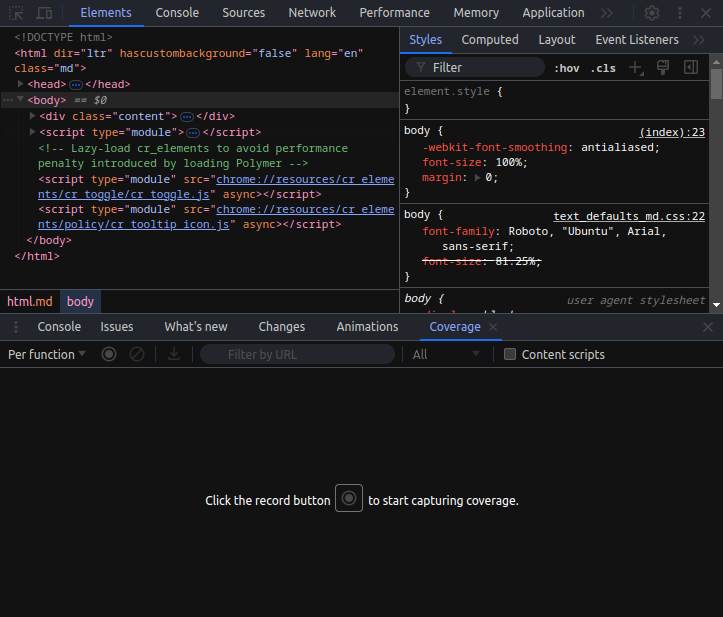 Elements Console Sources Network Performance Memory Application
<!DOCTYPE html>
<html dir="ltr" hascustombackground="false" lang="en"
class="md">
<head> ⋯ </head>
<body> == $0
<div class="content"> ⋯ </div>
<script type="module"> ⋯ </script>
<!-- Lazy-load cr_elements to avoid performance
penalty introduced by loading Polymer -->
<script type="module" src="chrome://resources/cr_eleme
nts/cr_toggle/cr_toggle.js" async></script>
<script type="module" src="chrome://resources/cr_eleme
nts/policy/cr_tooltip_icon.js" async></script>
</body>
</html>
html.md body
Styles Computed Layout Event Listeners
Filter :hov .cls
element.style {
}
body { (index):23
-webkit-font-smoothing: antialiased;
font-size: 100%;
margin: 0;
}
body { text_defaults_md.css:22
font-family: Roboto, "Ubuntu", Arial,
sans-serif;
font-size: 81.25%;
}
body { user agent stylesheet
Console Issues What's new Changes Animations Coverage
Per function Filter by URL All Content scripts
Click the record button to start capturing coverage.